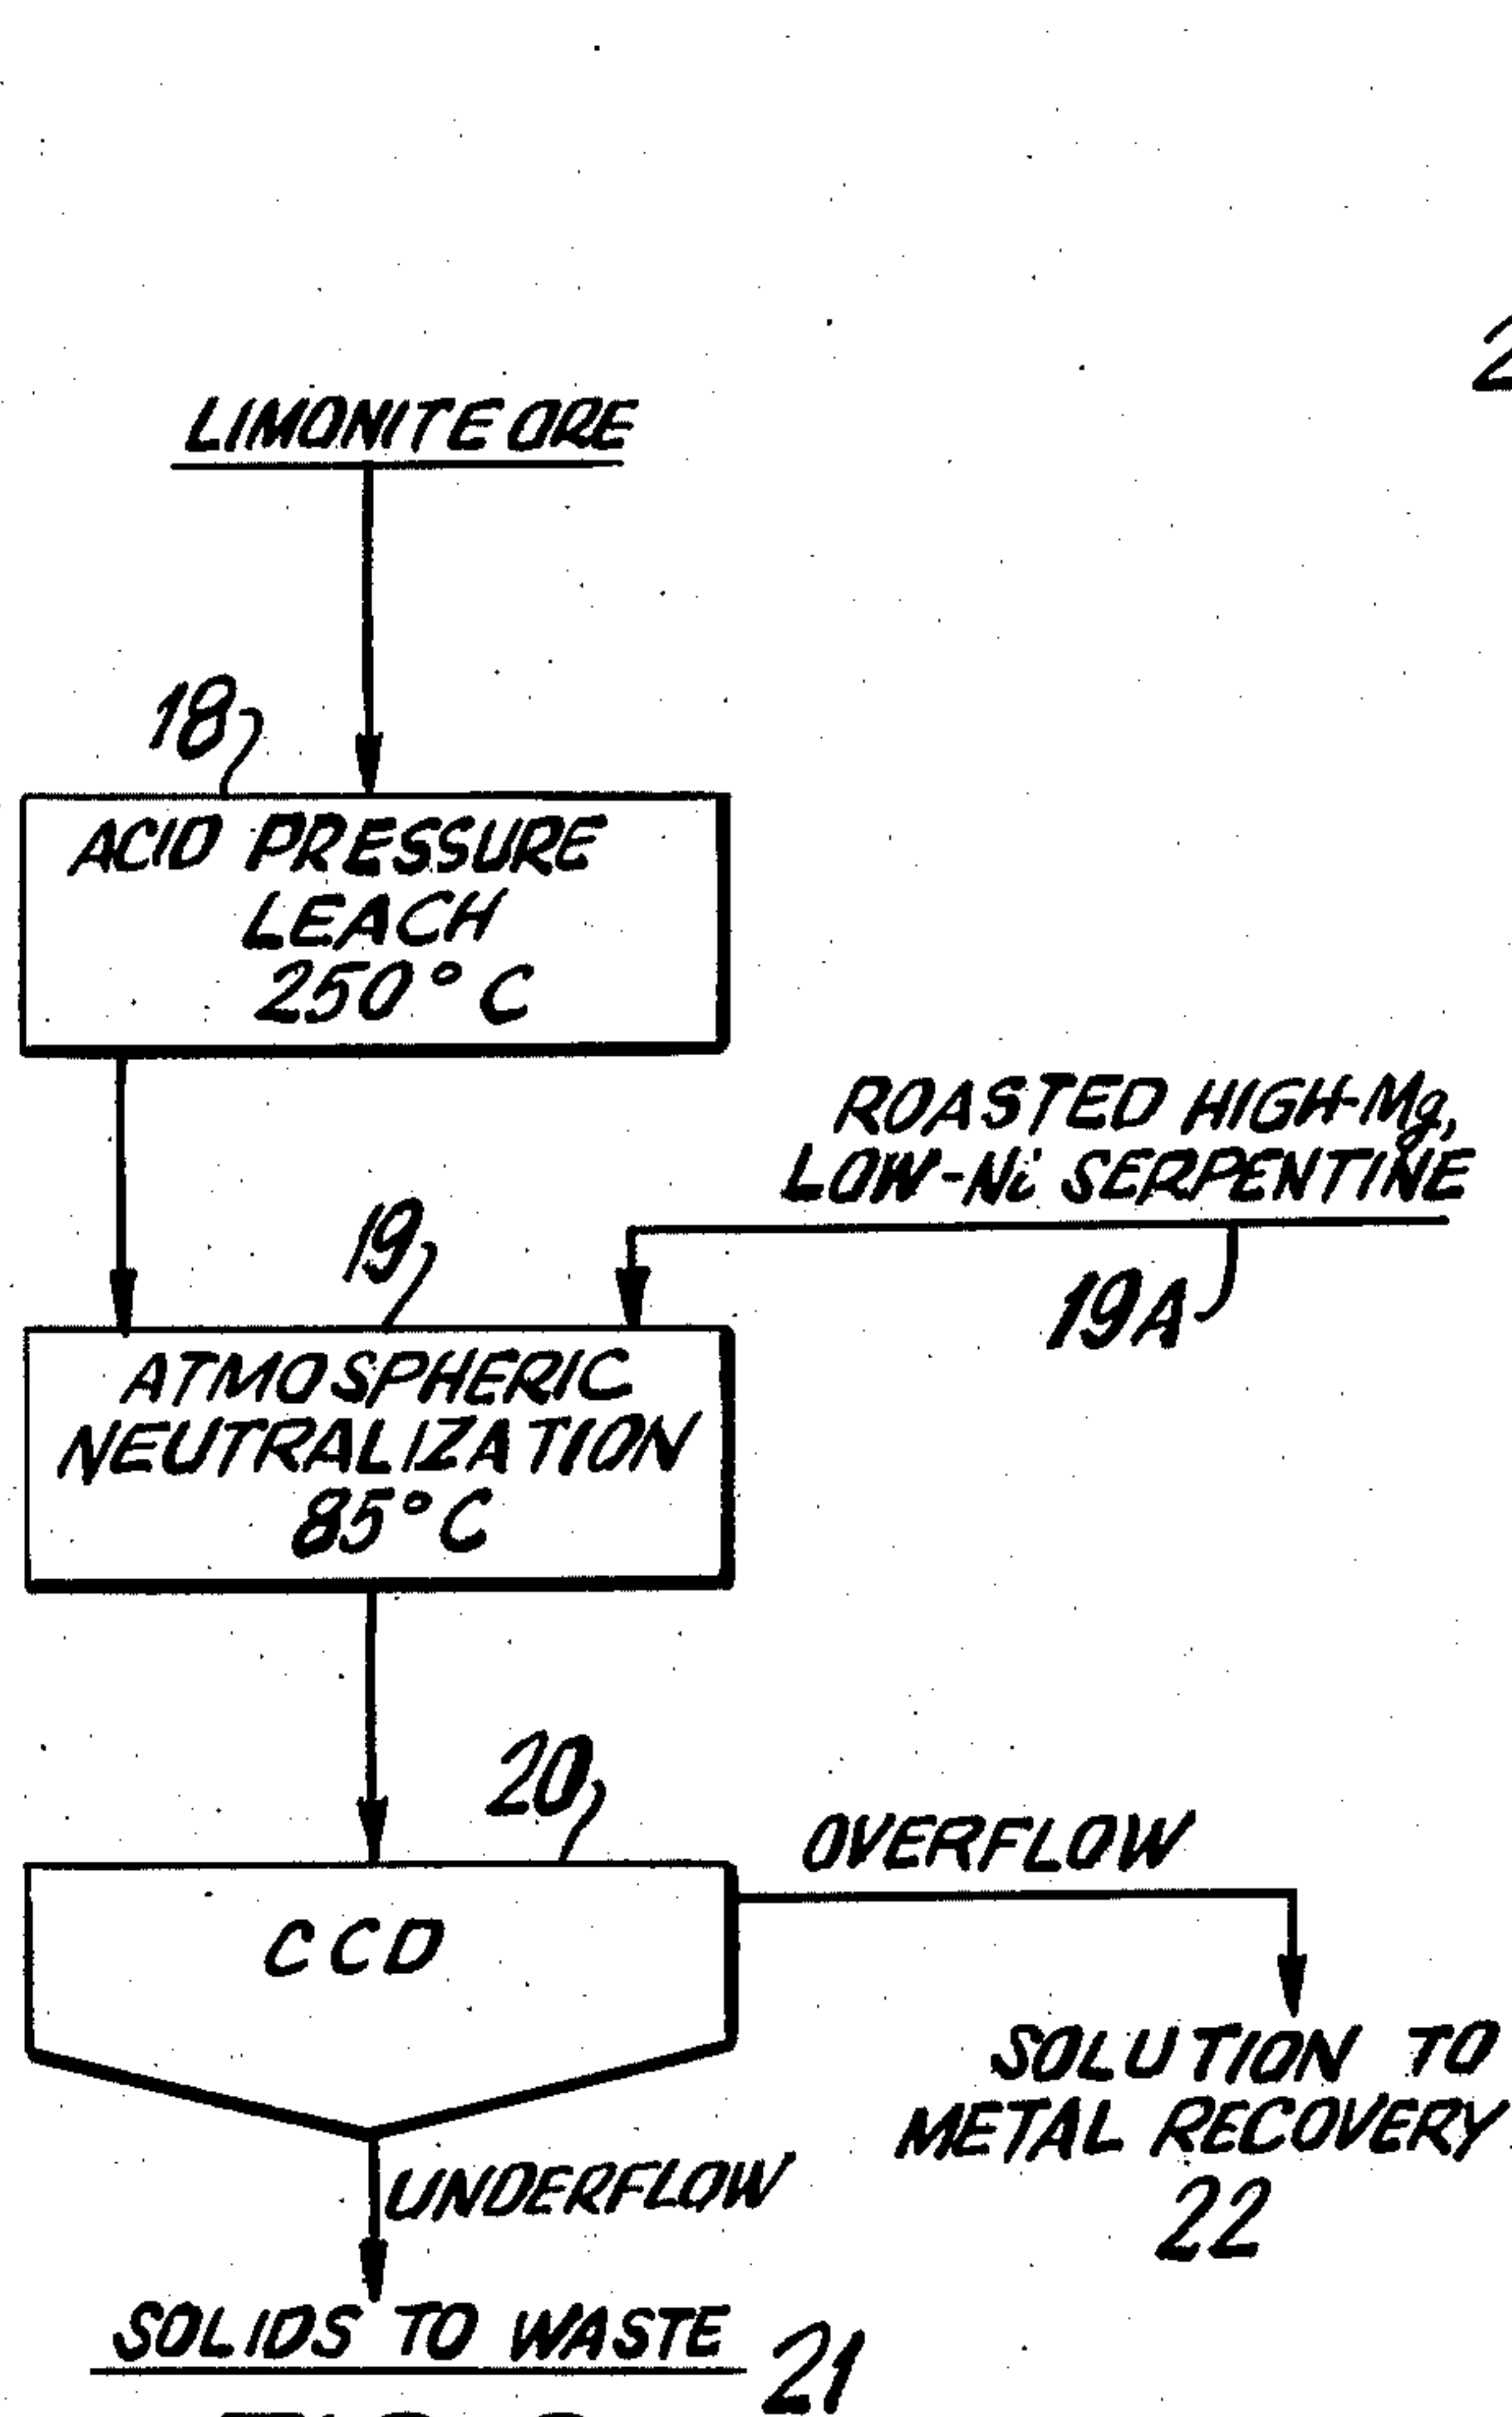 LIMONITE ORE
18
ACID PRESSURE
LEACH
250°C
ROASTED HIGH-Mg,
LOW-Ni SERPENTINE
19A
19
ATMOSPHERIC
NEUTRALIZATION
85°C
20
OVERFLOW
CCD
SOLUTION TO
METAL RECOVERY
22
UNDERFLOW
SOLIDS TO WASTE
21